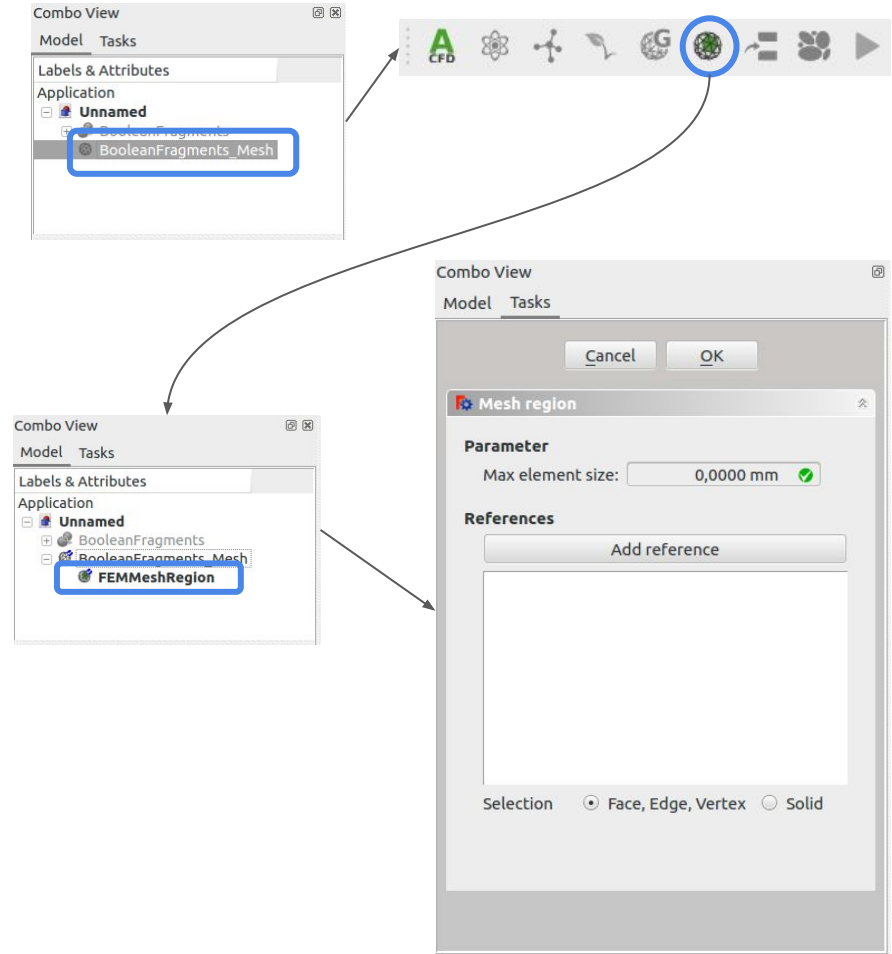 Combo View
Model Tasks
Labels & Attributes
Application
Unnamed
BooleanFragments
BooleanFragments_Mesh
A
CFD
G
Combo View
Model Tasks
Cancel OK
Mesh region
Parameter
Max element size: 0,0000 mm
References
Add reference
Selection Face, Edge, Vertex Solid
Combo View
Model Tasks
Labels & Attributes
Application
Unnamed
BooleanFragments
BooleanFragments_Mesh
FEMMeshRegion